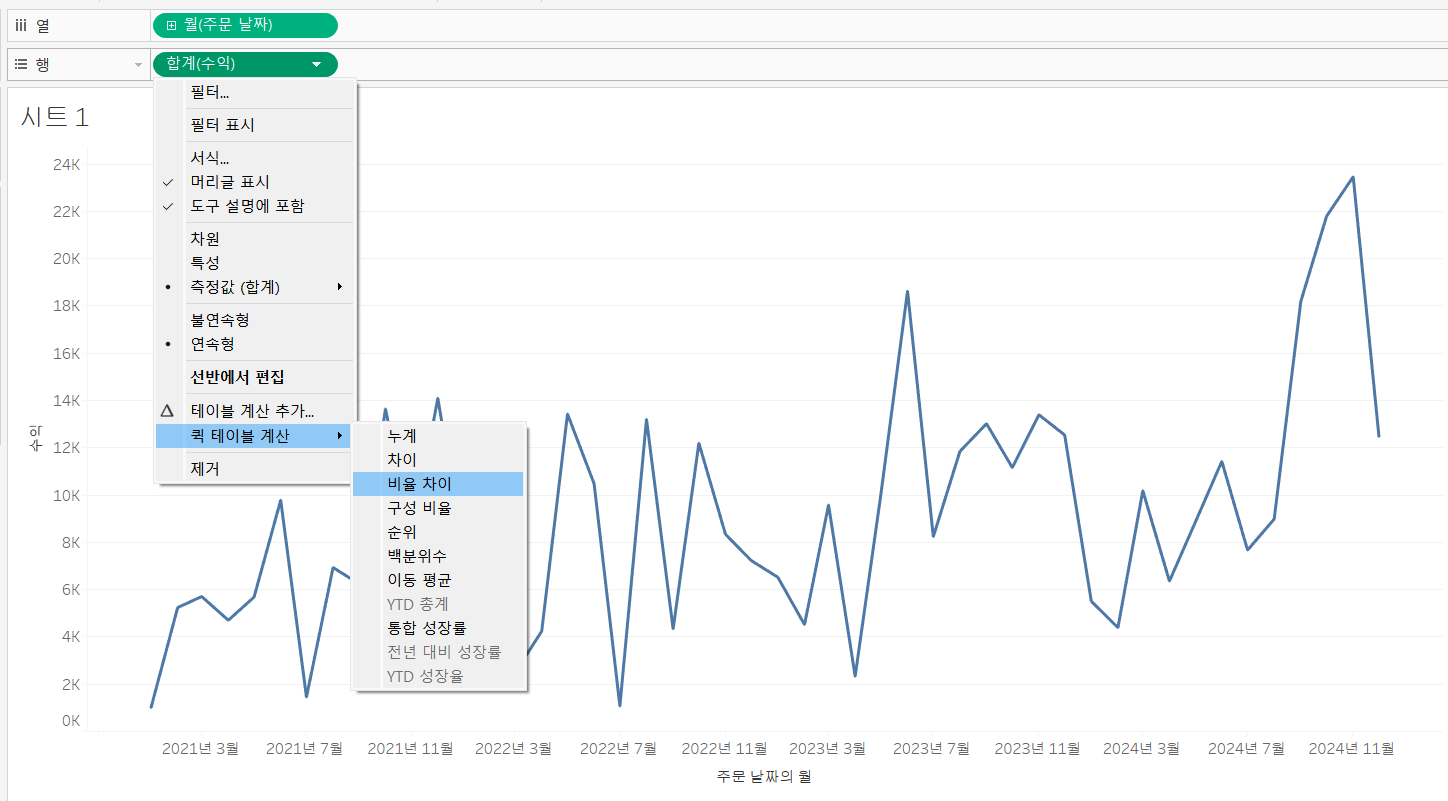 열
월(주문 날짜)
행
합계(수익)
시트 1
필터...
필터 표시
서식...
머리글 표시
도구 설명에 포함
차원
특성
측정값 (합계)
불연속형
연속형
선반에서 편집
테이블 계산 추가...
퀵 테이블 계산
제거
누계
차이
비율 차이
구성 비율
순위
백분위수
이동 평균
YTD 총계
통합 성장률
전년 대비 성장률
YTD 성장율
24K
22K
20K
18K
16K
14K
12K
10K
8K
6K
4K
2K
0K
수익
2021년 3월 2021년 7월 2021년 11월 2022년 3월 2022년 7월 2022년 11월 2023년 3월 2023년 7월 2023년 11월 2024년 3월 2024년 7월 2024년 11월
주문 날짜의 월